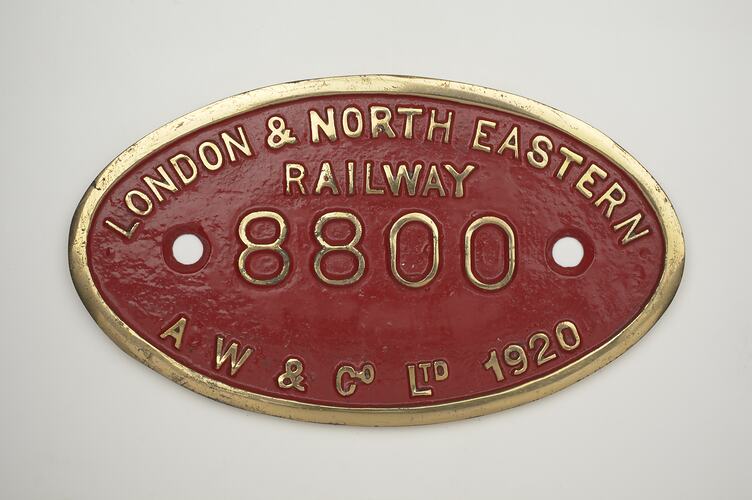 LONDON & NORTH EASTERN
RAILWAY
8800
A W & Co LTD 1920